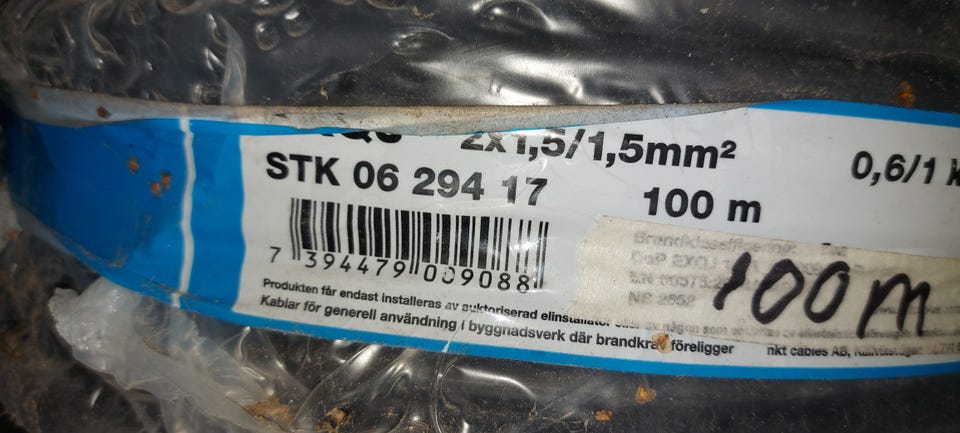 2x1,5/1,5mm²
0,6/1
STK 06 294 17
100 m
7 394479 009088
100m
Produkten får endast installeras av auktoriserad elinstallatör
Kablar för generell användning i byggnadsverk där brandkrav föreligger
nkt cables AB,